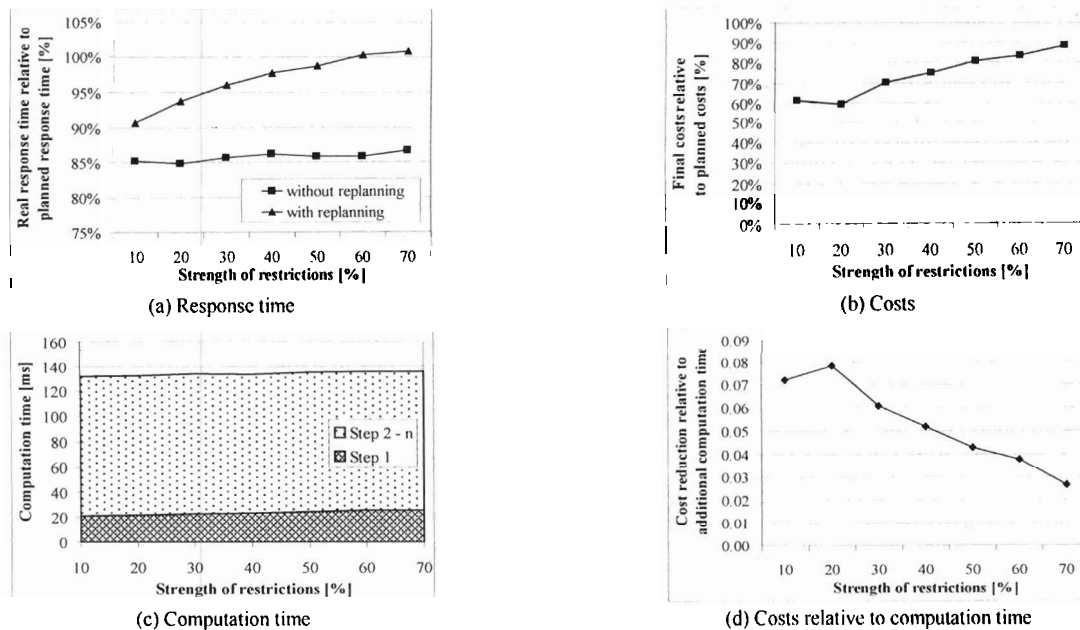 Real response time relative to
planned response time [%]
105%
100%
95%
90%
85%
80%
75%
without replanning
with replanning
10 20 30 40 50 60 70
Strength of restrictions [%]
(a) Response time
Final costs relative
to planned costs [%]
100%
90%
80%
70%
60%
50%
40%
30%
20%
10%
0%
10 20 30 40 50 60 70
Strength of restrictions [%]
(b) Costs
Computation time [ms]
160
140
120
100
80
60
40
20
0
Step 2 - n
Step 1
10 20 30 40 50 60 70
Strength of restrictions [%]
(c) Computation time
Cost reduction relative to
additional computation time
0.09
0.08
0.07
0.06
0.05
0.04
0.03
0.02
0.01
0.00
10 20 30 40 50 60 70
Strength of restrictions [%]
(d) Costs relative to computation time